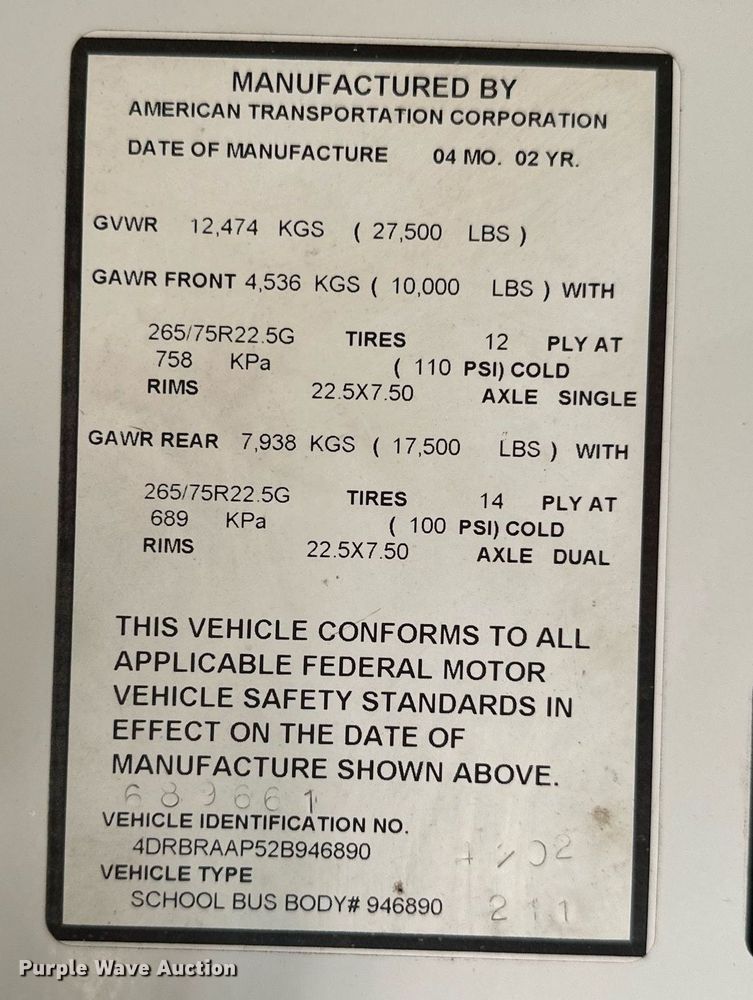 MANUFACTURED BY
AMERICAN TRANSPORTATION CORPORATION
DATE OF MANUFACTURE 04 MO. 02 YR.
GVWR 12,474 KGS ( 27,500 LBS )
GAWR FRONT 4,536 KGS ( 10,000 LBS ) WITH
265/75R22.5G TIRES 12 PLY AT
758 KPa ( 110 PSI) COLD
RIMS 22.5X7.50 AXLE SINGLE
GAWR REAR 7,938 KGS ( 17,500 LBS ) WITH
265/75R22.5G TIRES 14 PLY AT
689 KPa ( 100 PSI) COLD
RIMS 22.5X7.50 AXLE DUAL
THIS VEHICLE CONFORMS TO ALL
APPLICABLE FEDERAL MOTOR
VEHICLE SAFETY STANDARDS IN
EFFECT ON THE DATE OF
MANUFACTURE SHOWN ABOVE.
689661
VEHICLE IDENTIFICATION NO.
4DRBRAAP52B946890
VEHICLE TYPE
SCHOOL BUS BODY# 946890 211
Purple Wave Auction